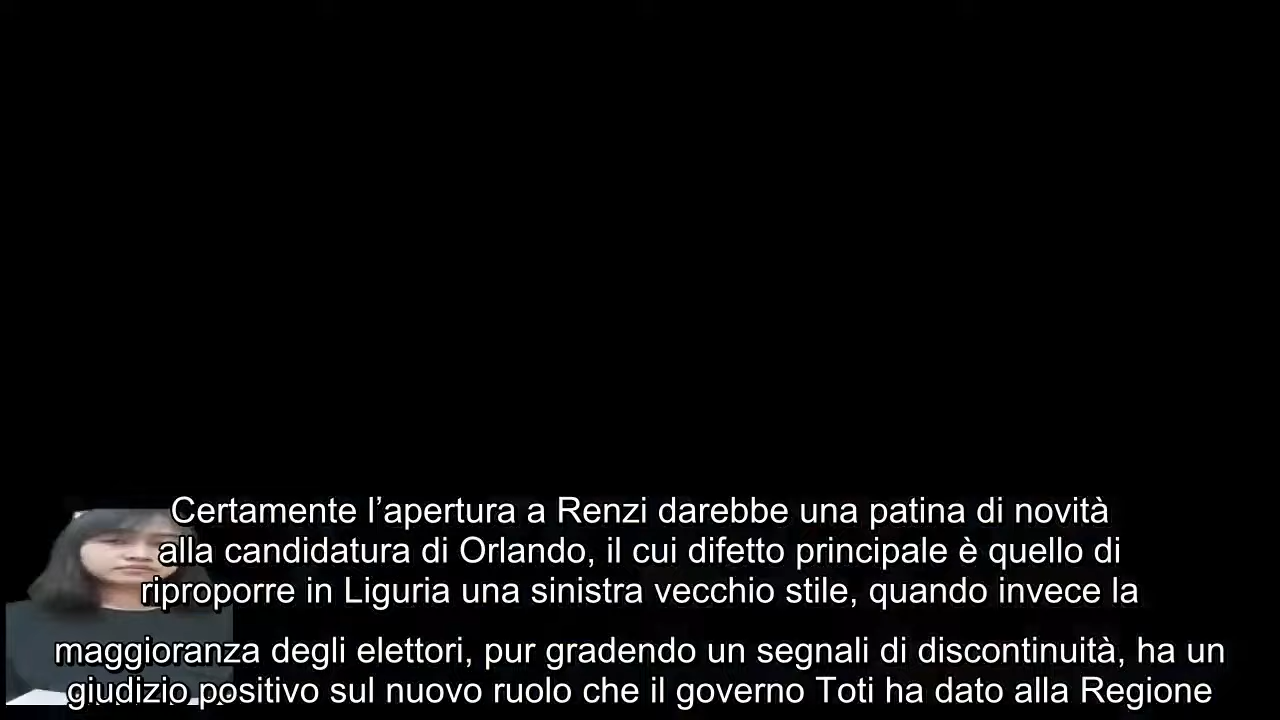 Certamente l’apertura a Renzi darebbe una patina di novità
alla candidatura di Orlando, il cui difetto principale è quello di
riproporre in Liguria una sinistra vecchio stile, quando invece la
maggioranza degli elettori, pur gradendo un segnali di discontinuità, ha un
giudizio positivo sul nuovo ruolo che il governo Toti ha dato alla Regione